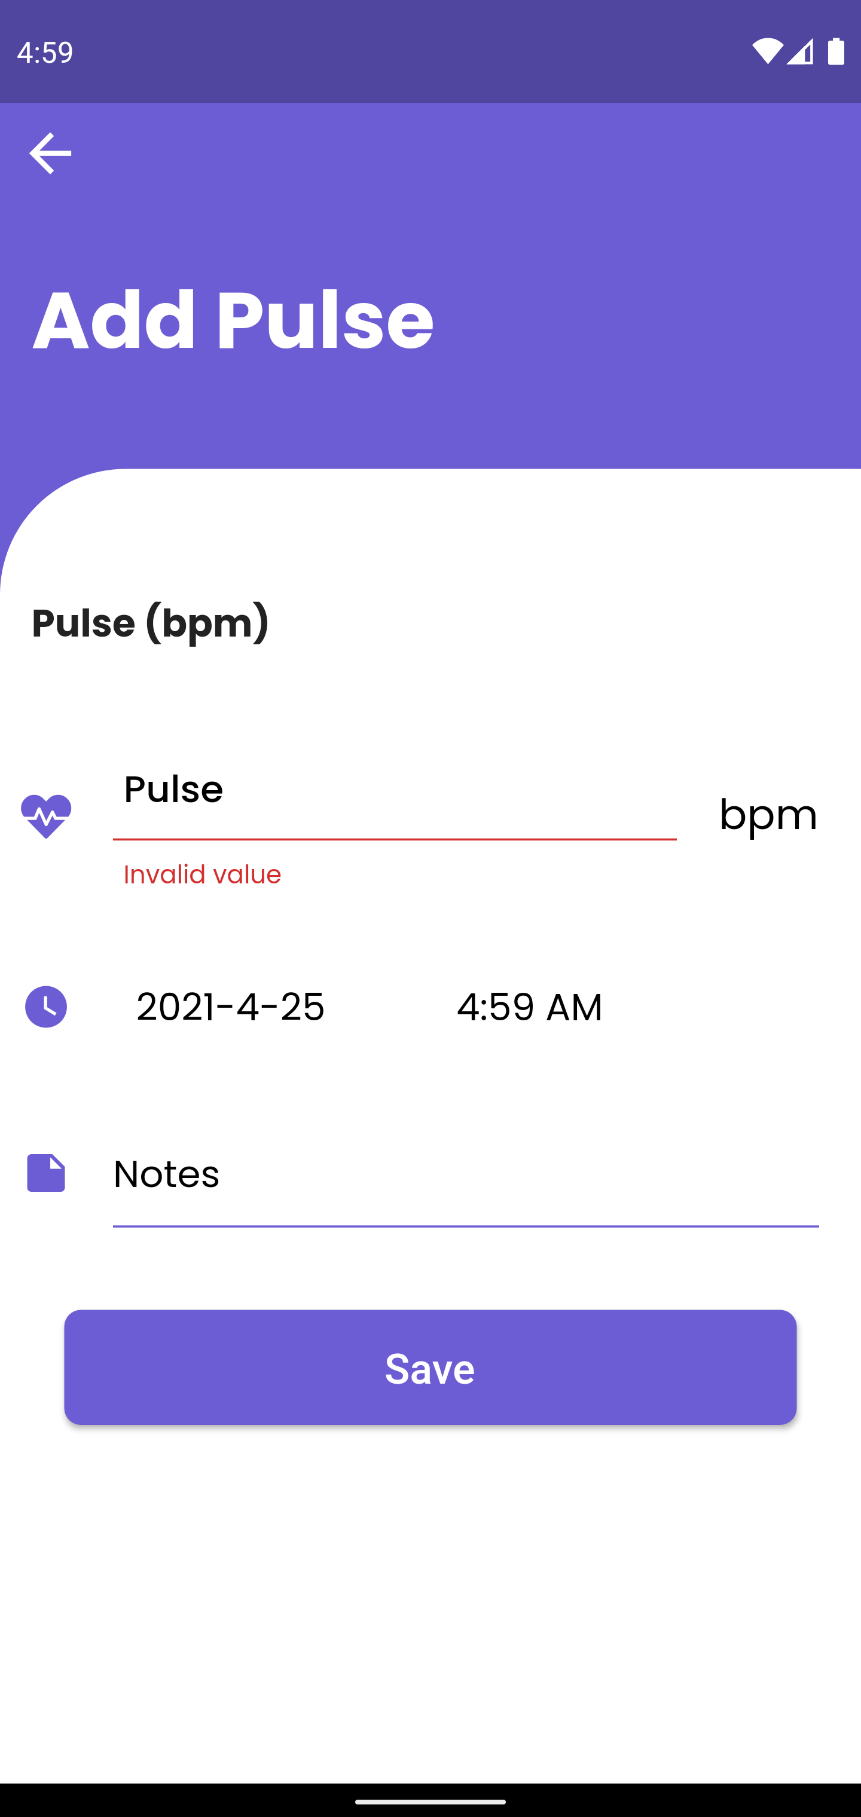 4:59
Add Pulse
Pulse (bpm)
Pulse
bpm
Invalid value
2021-4-25 4:59 AM
Notes
Save